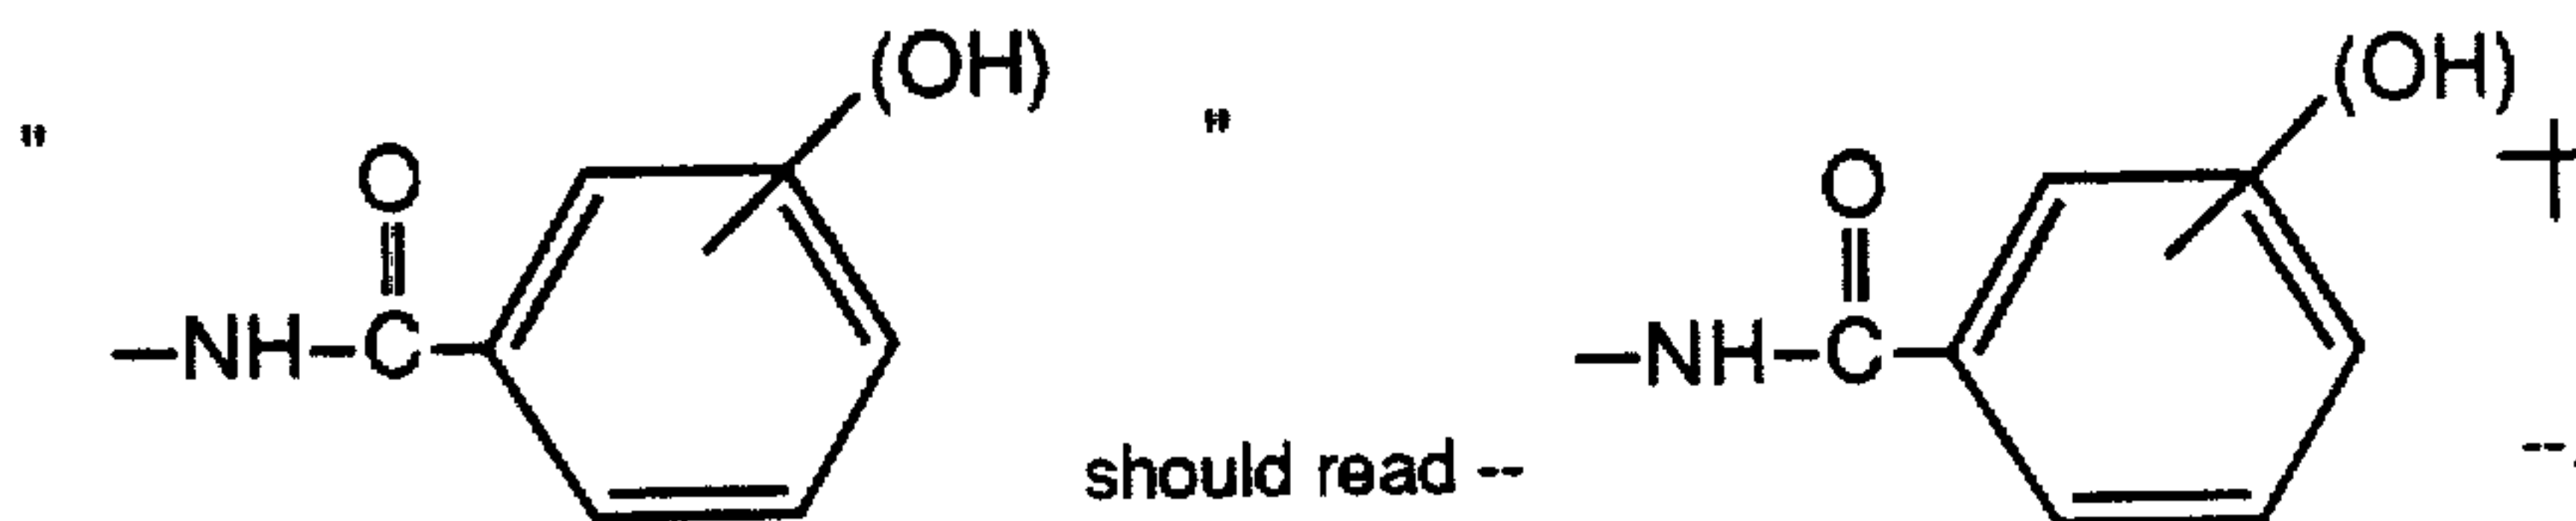 (OH) (OH)
" O " O +
—NH—C —NH—C
should read -- --.